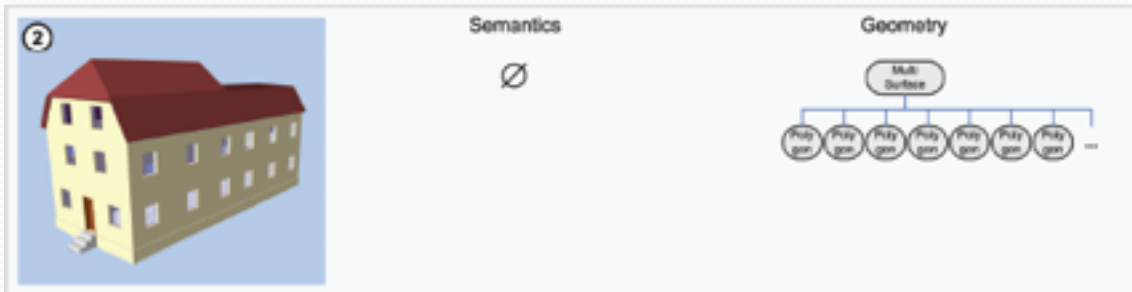 2
Semantics
Geometry
∅
Multi
Surface
Poly Poly Poly Poly Poly Poly Poly
gon gon gon gon gon gon gon
...